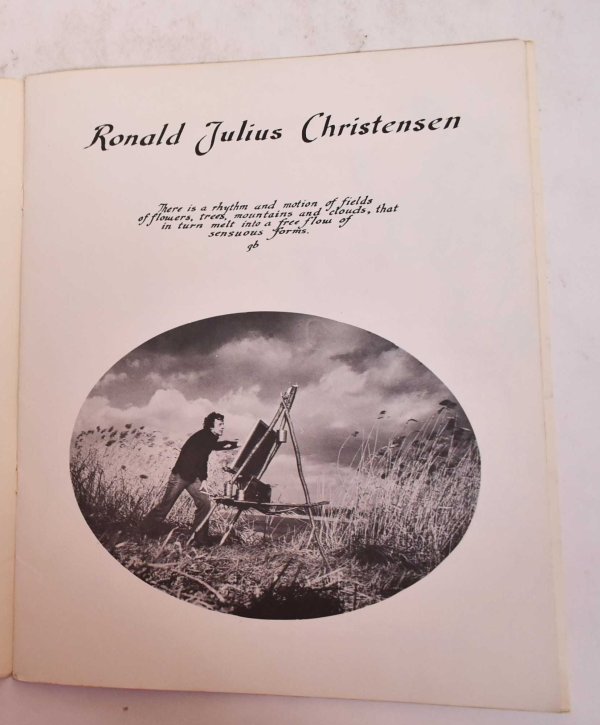 Ronald Julius Christensen
There is a rhythm and motion of fields
of flowers, trees, mountains and clouds, that
in turn melt into a free flow of
sensuous forms.
gb